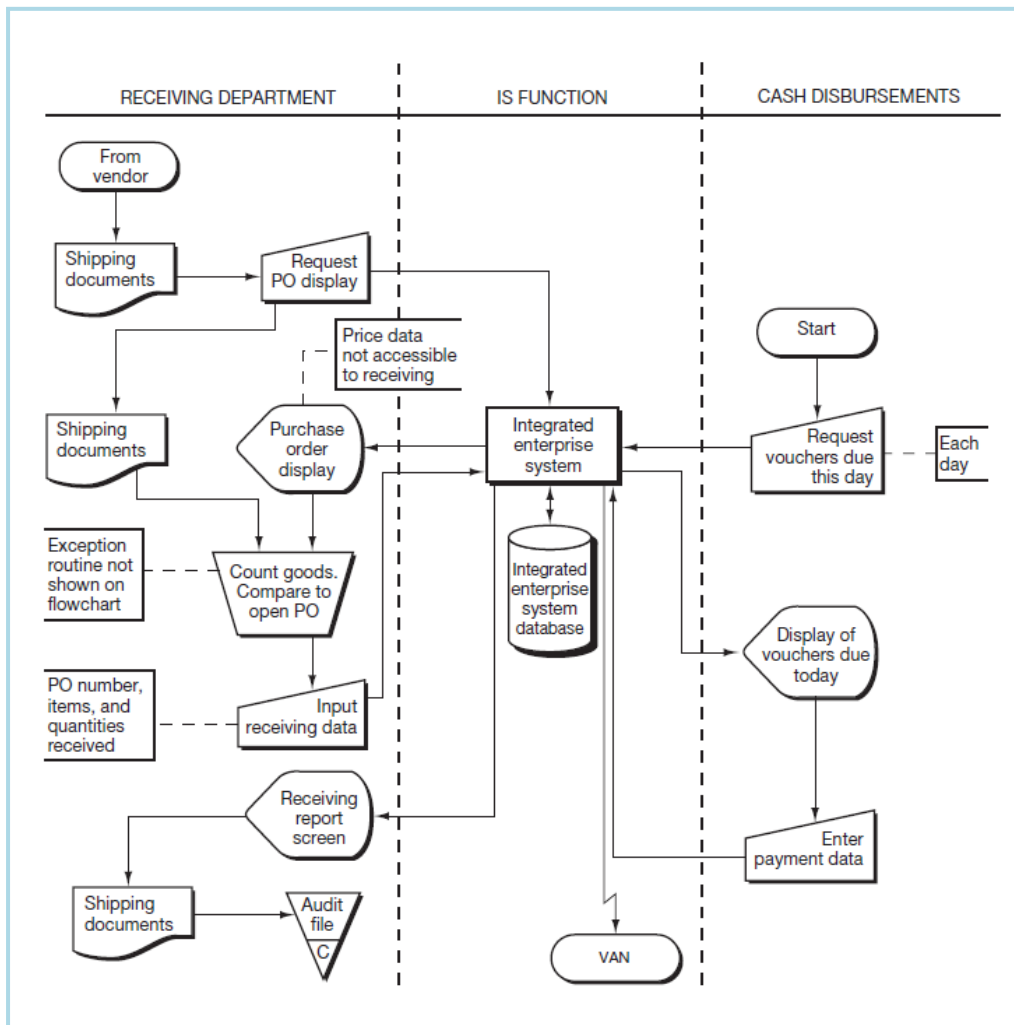 RECEIVING DEPARTMENT
IS FUNCTION
CASH DISBURSEMENTS
From
vendor
Shipping
documents
Request
PO display
Price data
not accessible
to receiving
Start
Shipping
documents
Purchase
order
display
Integrated
enterprise
system
Request
vouchers due
this day
Each
day
Exception
routine not
shown on
flowchart
Count goods.
Compare to
open PO
Integrated
enterprise
system
database
Display of
vouchers due
today
PO number,
items, and
quantities
received
Input
receiving data
Receiving
report
screen
Enter
payment data
Shipping
documents
Audit
file
C
VAN